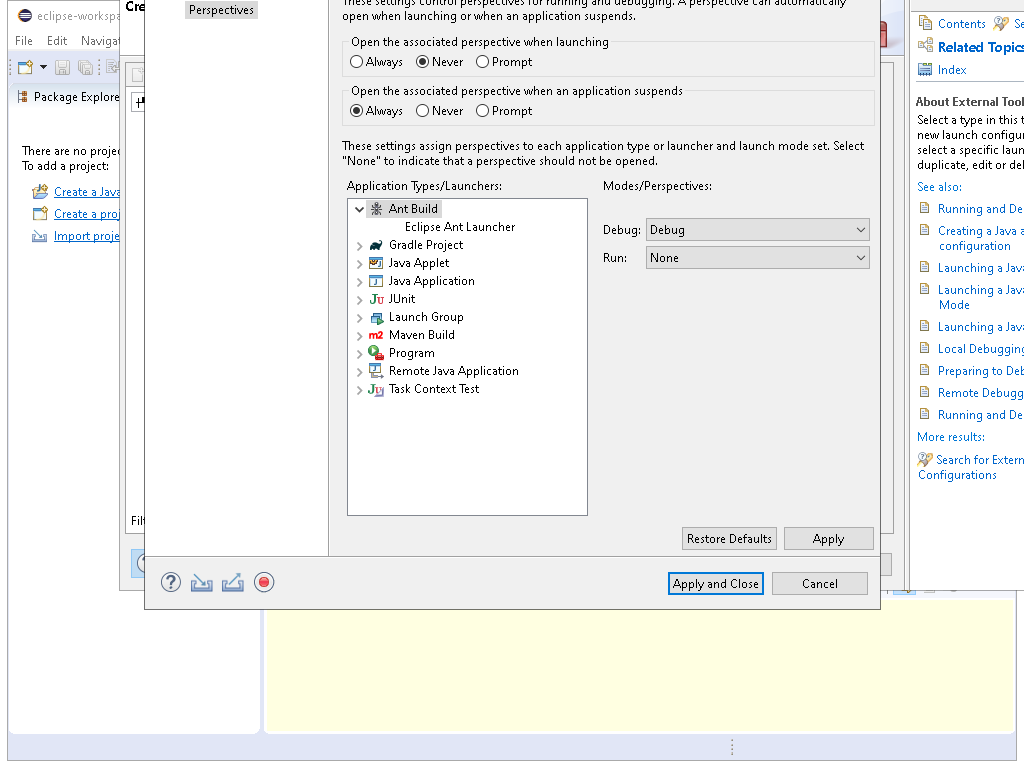 eclipse-workspa
File Edit Navigat
Package Explore
There are no projec
To add a project:
Create a Java
Create a proj
Import proje
Cre
Filt
Perspectives
These settings control perspectives for running and debugging. A perspective can automatically
open when launching or when an application suspends.
Open the associated perspective when launching
Always Never Prompt
Open the associated perspective when an application suspends
Always Never Prompt
These settings assign perspectives to each application type or launcher and launch mode set. Select
"None" to indicate that a perspective should not be opened.
Application Types/Launchers: Modes/Perspectives:
Ant Build
Eclipse Ant Launcher
Gradle Project
Java Applet
Java Application
JUnit
Launch Group
m2 Maven Build
Program
Remote Java Application
Task Context Test
Debug: Debug
Run: None
Restore Defaults Apply
Apply and Close Cancel
Contents Se
Related Topics
Index
About External Tool
Select a type in this t
new launch configur
select a specific laun
duplicate, edit or del
See also:
Running and De
Creating a Java a
configuration
Launching a Java
Launching a Java
Mode
Launching a Java
Local Debugging
Preparing to Deb
Remote Debugg
Running and De
More results:
Search for Extern
Configurations